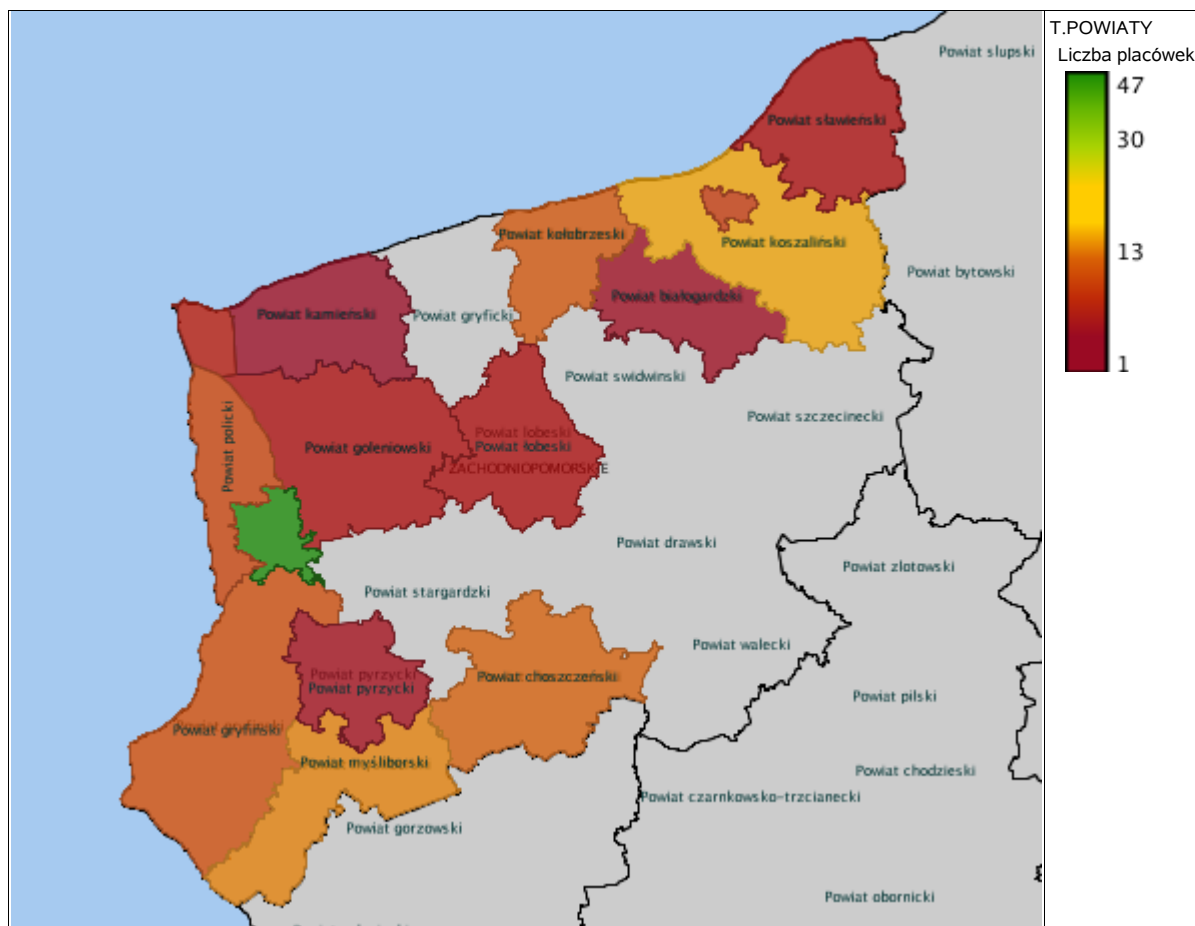 T.POWIATY
Liczba placówek
47
30
13
1
Powiat slupski
Powiat sławieński
Powiat kołobrzeski
Powiat koszaliński
Powiat bytowski
Powiat białogardzki
Powiat kamieński
Powiat gryficki
Powiat swidwinski
Powiat szczecinecki
Powiat policki
Powiat goleniowski
Powiat lobeski
Powiat łobeski
ZACHODNIOPOMORSKIE
Powiat drawski
Powiat zlotowski
Powiat stargardzki
Powiat walecki
Powiat pyrzycki
Powiat pyrzycki
Powiat choszczeński
Powiat pilski
Powiat gryfiński
Powiat myśliborski
Powiat chodzieski
Powiat czarnkowsko-trzcianecki
Powiat gorzowski
Powiat obornicki